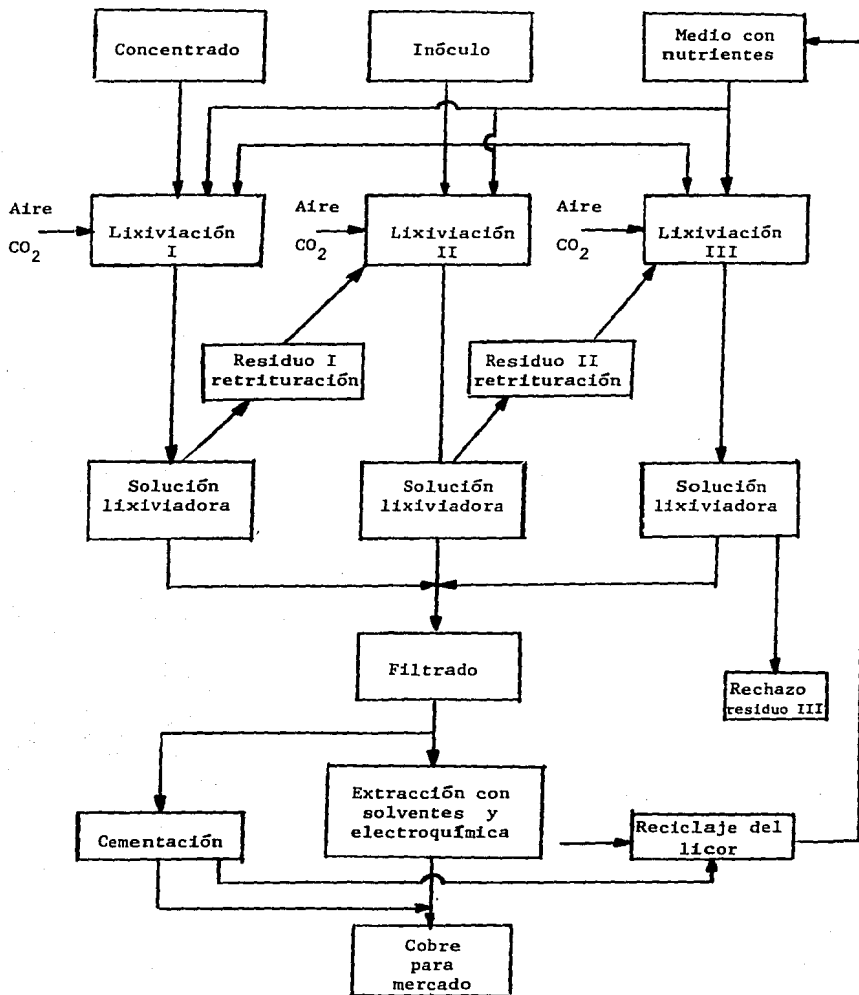 Concentrado
Inóculo
Medio con
nutrientes
Aire
CO2
Lixiviación
I
Aire
CO2
Lixiviación
II
Aire
CO2
Lixiviación
III
Residuo I
retrituración
Residuo II
retrituración
Solución
lixiviadora
Solución
lixiviadora
Solución
lixiviadora
Filtrado
Rechazo
residuo III
Extracción con
solventes y
electroquímica
Cementación
Reciclaje del
licor
Cobre
para
mercado